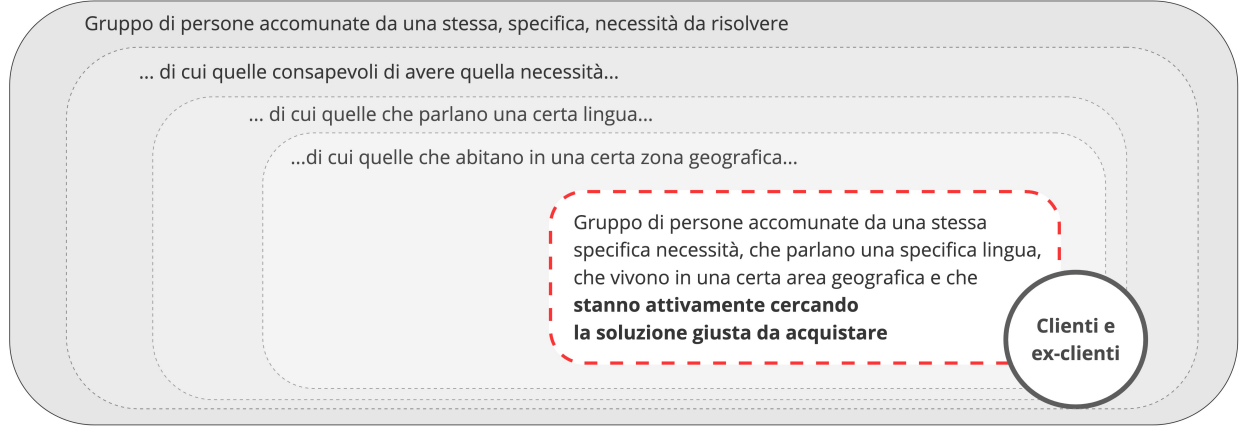 Gruppo di persone accomunate da una stessa, specifica, necessità da risolvere
... di cui quelle consapevoli di avere quella necessità...
... di cui quelle che parlano una certa lingua...
...di cui quelle che abitano in una certa zona geografica...
Gruppo di persone accomunate da una stessa
specifica necessità, che parlano una specifica lingua,
che vivono in una certa area geografica e che
stanno attivamente cercando
la soluzione giusta da acquistare
Clienti e
ex-clienti